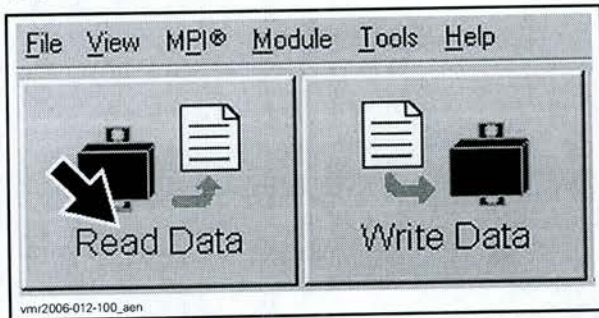 File View MPI® Module Tools Help
Read Data Write Data
vmr2006-012-100_aen